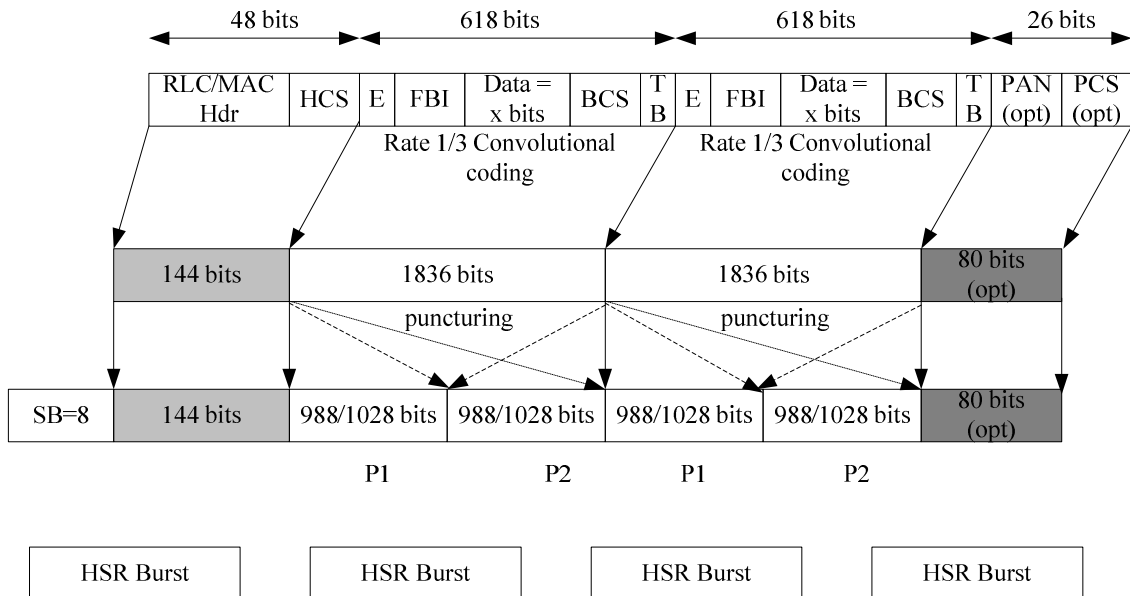 48 bits 618 bits 618 bits 26 bits
RLC/MAC Hdr HCS E FBI Data = x bits BCS T B E FBI Data = x bits BCS T B PAN (opt) PCS (opt)
Rate 1/3 Convolutional coding Rate 1/3 Convolutional coding
144 bits 1836 bits 1836 bits 80 bits (opt)
puncturing puncturing
SB=8 144 bits 988/1028 bits 988/1028 bits 988/1028 bits 988/1028 bits 80 bits (opt)
P1 P2 P1 P2
HSR Burst HSR Burst HSR Burst HSR Burst